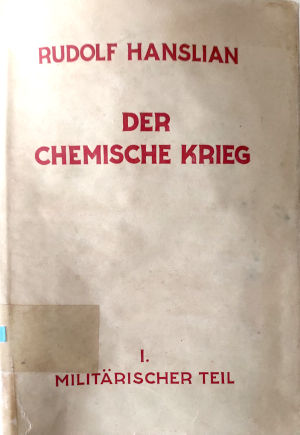 RUDOLF HANSLIAN
DER
CHEMISCHE KRIEG
I.
MILITÄRISCHER TEIL